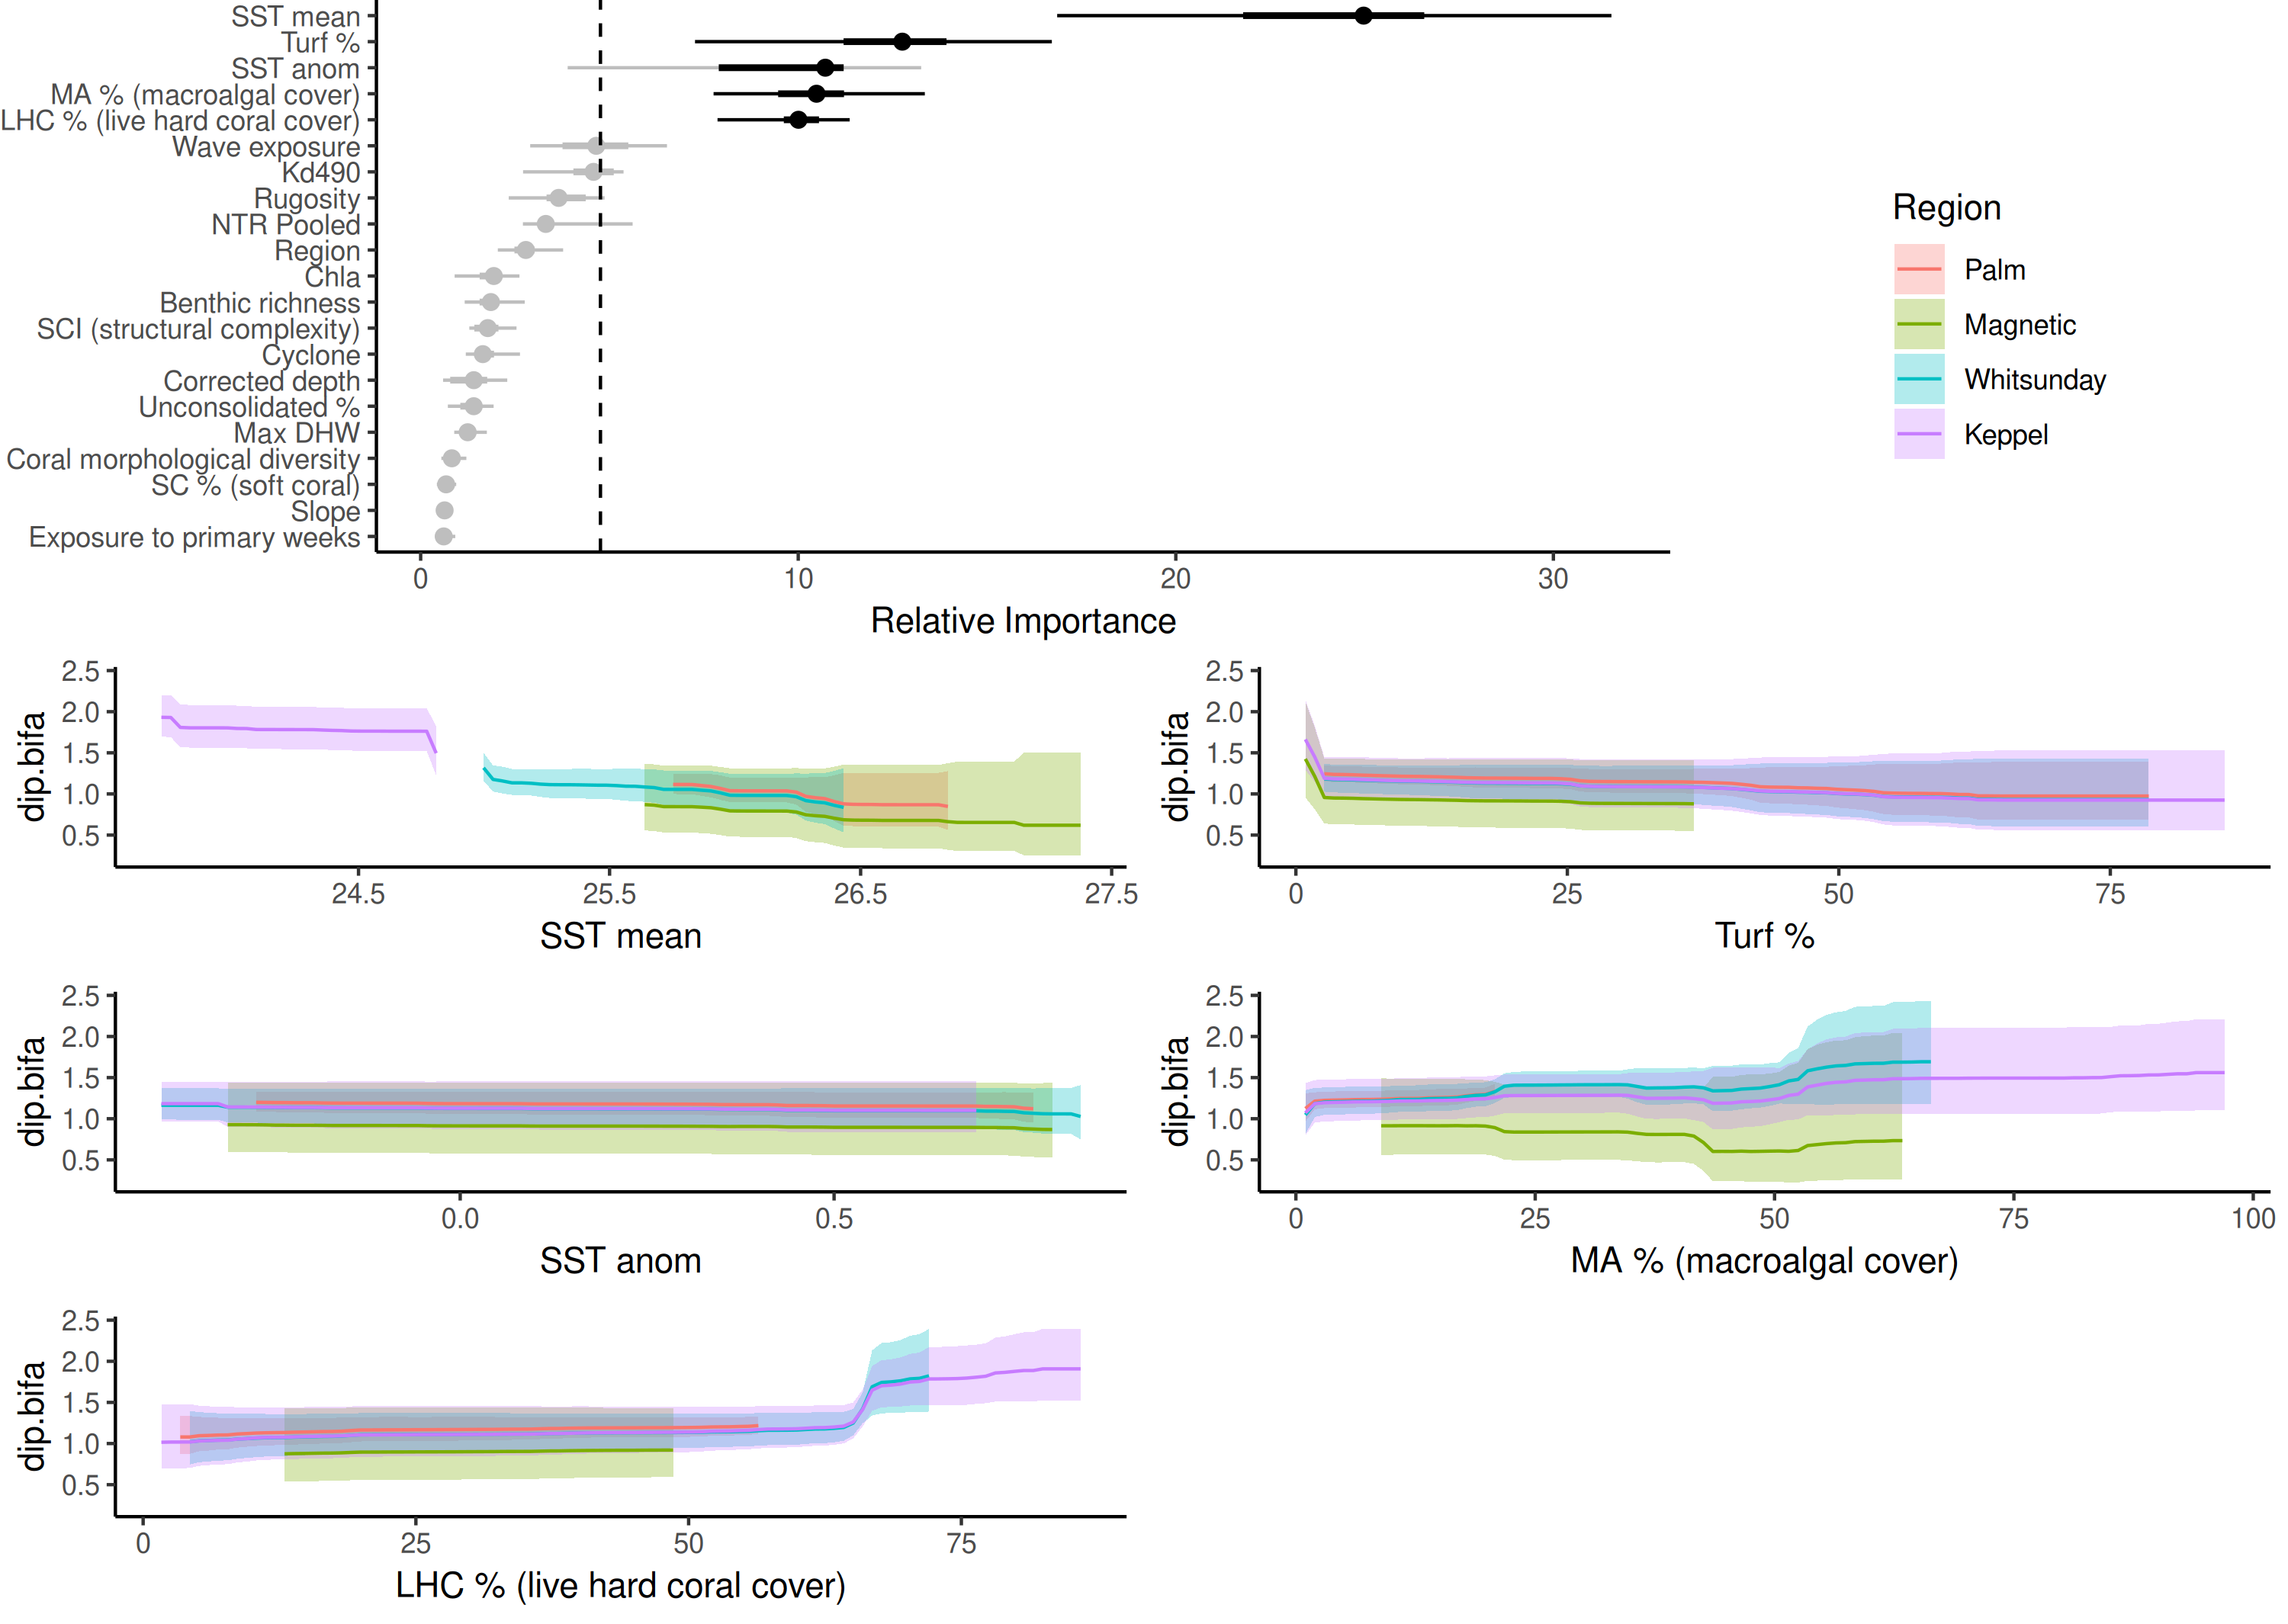 SST mean
Turf %
SST anom
MA % (macroalgal cover)
LHC % (live hard coral cover)
Wave exposure
Kd490
Rugosity
NTR Pooled
Region
Chla
Benthic richness
SCI (structural complexity)
Cyclone
Corrected depth
Unconsolidated %
Max DHW
Coral morphological diversity
SC % (soft coral)
Slope
Exposure to primary weeks
0 10 20 30
Relative Importance
Region
Palm
Magnetic
Whitsunday
Keppel
dip.bifa
2.5
2.0
1.5
1.0
0.5
24.5 25.5 26.5 27.5
SST mean
dip.bifa
2.5
2.0
1.5
1.0
0.5
0 25 50 75
Turf %
dip.bifa
2.5
2.0
1.5
1.0
0.5
0.0 0.5
SST anom
dip.bifa
2.5
2.0
1.5
1.0
0.5
0 25 50 75 100
MA % (macroalgal cover)
dip.bifa
2.5
2.0
1.5
1.0
0.5
0 25 50 75
LHC % (live hard coral cover)